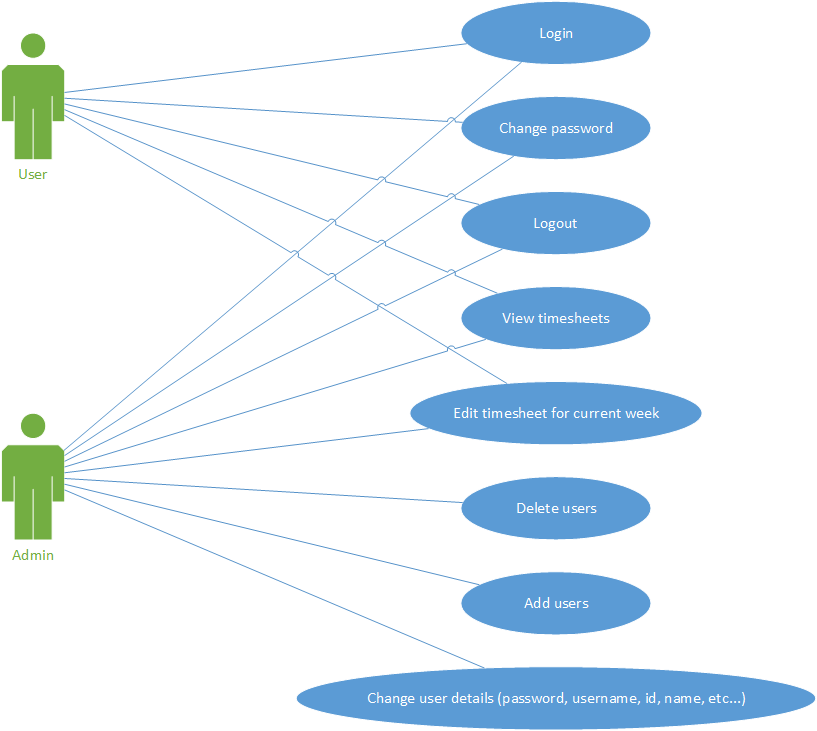 Login
Change password
User
Logout
View timesheets
Edit timesheet for current week
Delete users
Admin
Add users
Change user details (password, username, id, name, etc...)